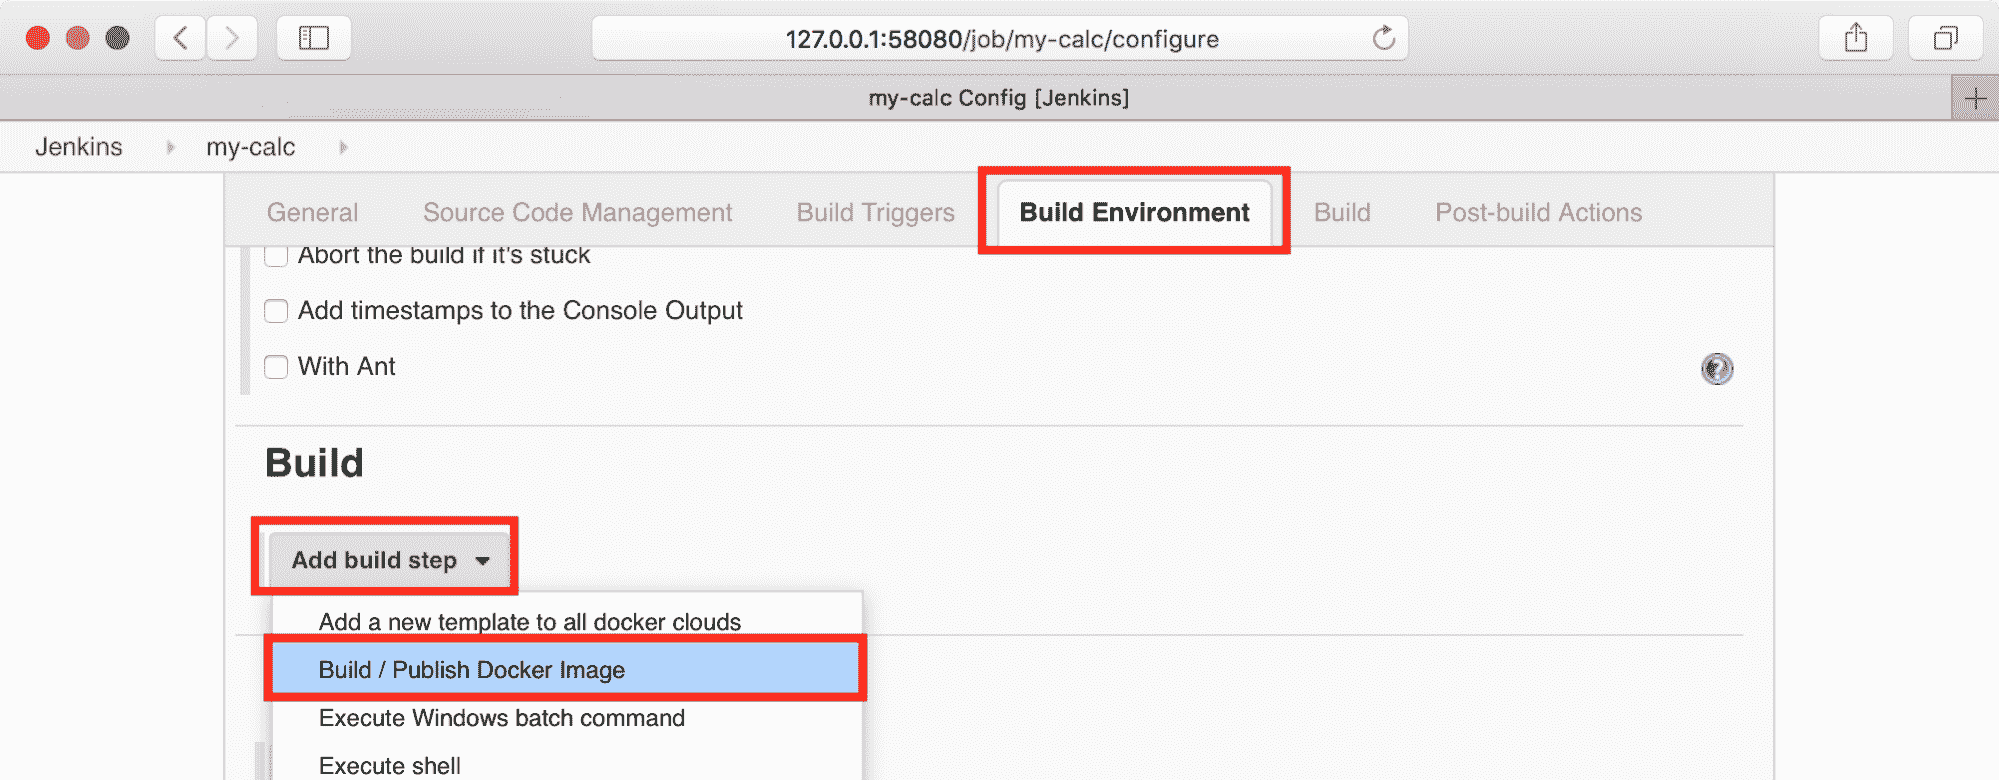 127.0.0.1:58080/job/my-calc/configure
my-calc Config [Jenkins]
Jenkins my-calc
General Source Code Management Build Triggers Build Environment Build Post-build Actions
Abort the build if it's stuck
Add timestamps to the Console Output
With Ant
?
Build
Add build step
Add a new template to all docker clouds
Build / Publish Docker Image
Execute Windows batch command
Execute shell